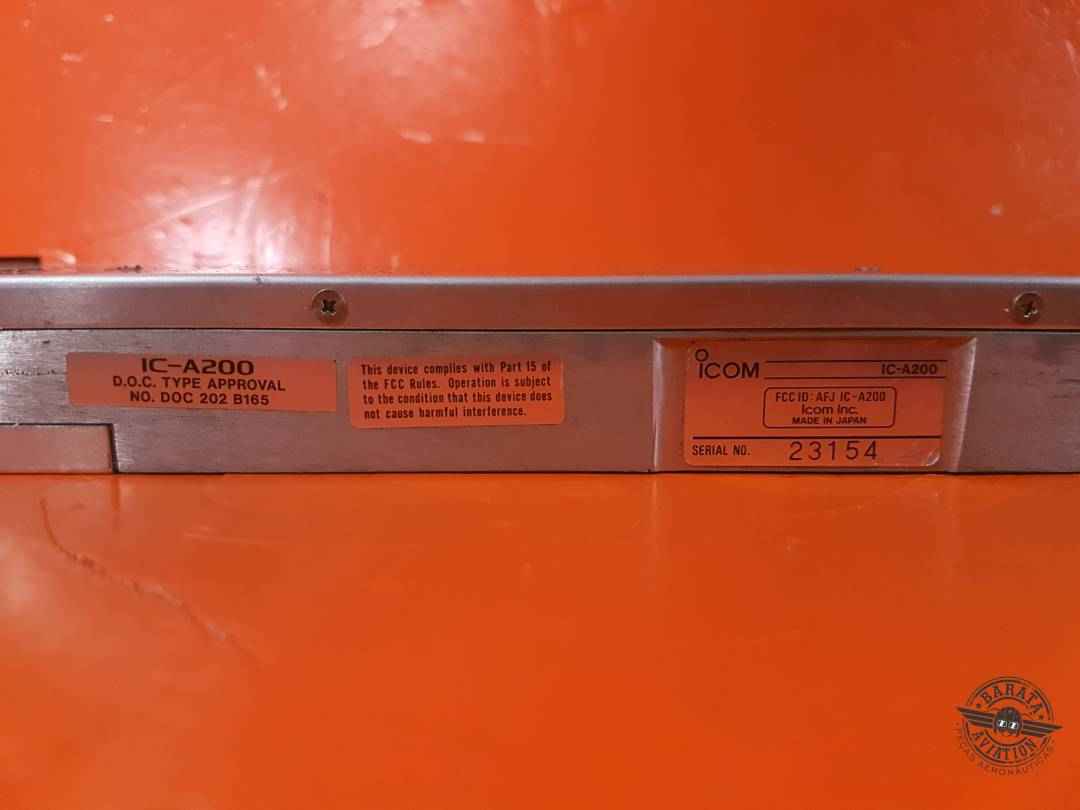 IC-A200
D.O.C. TYPE APPROVAL
NO. DOC 202 B165
This device complies with Part 15 of
the FCC Rules. Operation is subject
to the condition that this device does
not cause harmful interference.
ICOM
IC-A200
FCC ID: AFJ IC-A200
Icom Inc.
MADE IN JAPAN
SERIAL NO. 23154
BARATA
AVIATION
PEÇAS AERONÁUTICAS